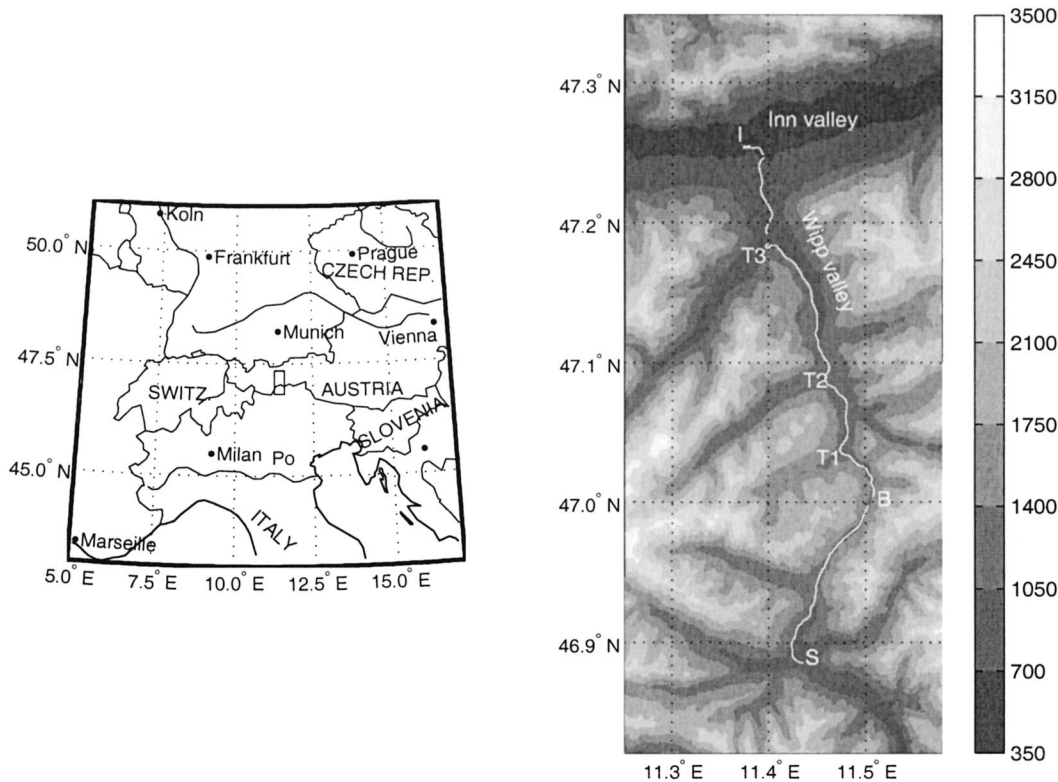 50.0° N
47.5° N
45.0° N
5.0° E
7.5° E
10.0° E
12.5° E
15.0° E
Koln
Frankfurt
Prague
CZECH REP.
Munich
Vienna
SWITZ.
AUSTRIA
SLOVENIA
Milan
Po
ITALY
Marseille
47.3° N
47.2° N
47.1° N
47.0° N
46.9° N
11.3° E
11.4° E
11.5° E
I
Inn valley
Wipp valley
T3
T2
T1
B
S
3500
3150
2800
2450
2100
1750
1400
1050
700
350